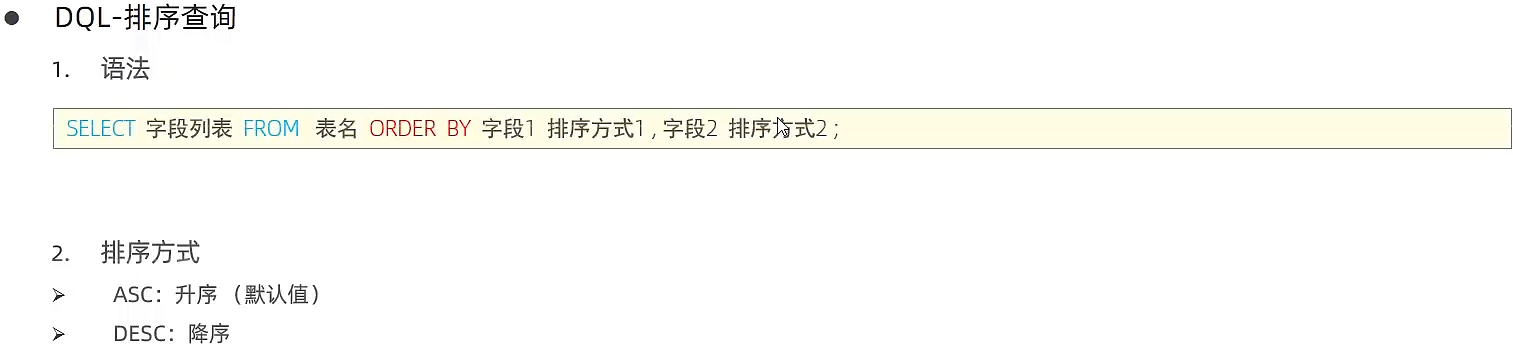 ● DQL-排序查询
1. 语法
SELECT 字段列表 FROM 表名 ORDER BY 字段1 排序方式1 , 字段2 排序方式2 ;
2. 排序方式
➢ ASC：升序（默认值）
➢ DESC：降序